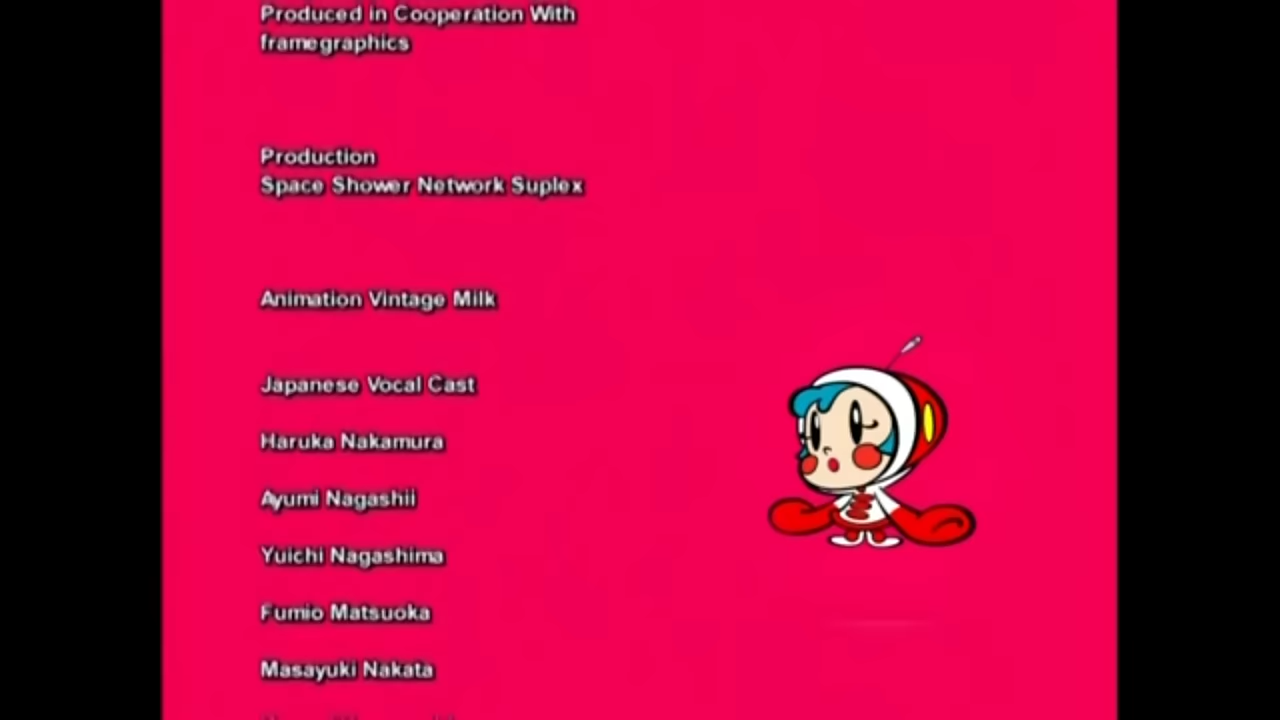 Produced in Cooperation With
framegraphics
Production
Space Shower Network Suplex
Animation Vintage Milk
Japanese Vocal Cast
Haruka Nakamura
Ayumi Nagashii
Yuichi Nagashima
Fumio Matsuoka
Masayuki Nakata